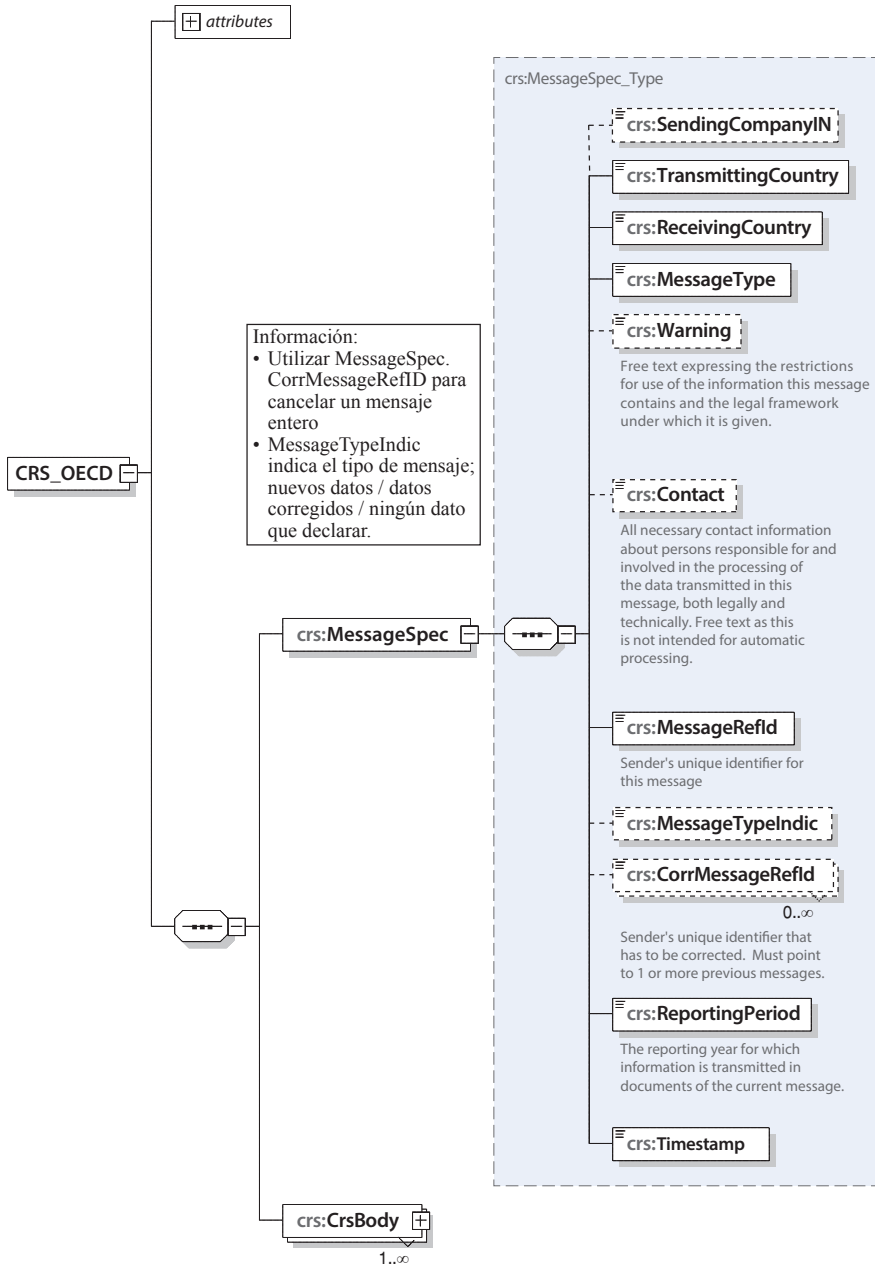 attributes
crs:MessageSpec_Type
crs:SendingCompanyIN
crs:TransmittingCountry
crs:ReceivingCountry
crs:MessageType
crs:Warning
Free text expressing the restrictions
for use of the information this message
contains and the legal framework
under which it is given.
Información:
• Utilizar MessageSpec.
CorrMessageRefID para
cancelar un mensaje
entero
• MessageTypeIndic
indica el tipo de mensaje;
nuevos datos / datos
corregidos / ningún dato
que declarar.
CRS_OECD
crs:Contact
All necessary contact information
about persons responsible for and
involved in the processing of
the data transmitted in this
message, both legally and
technically. Free text as this
is not intended for automatic
processing.
crs:MessageSpec
crs:MessageRefId
Sender's unique identifier for
this message
crs:MessageTypeIndic
crs:CorrMessageRefId
0..∞
Sender's unique identifier that
has to be corrected. Must point
to 1 or more previous messages.
crs:ReportingPeriod
The reporting year for which
information is transmitted in
documents of the current message.
crs:Timestamp
crs:CrsBody
1..∞